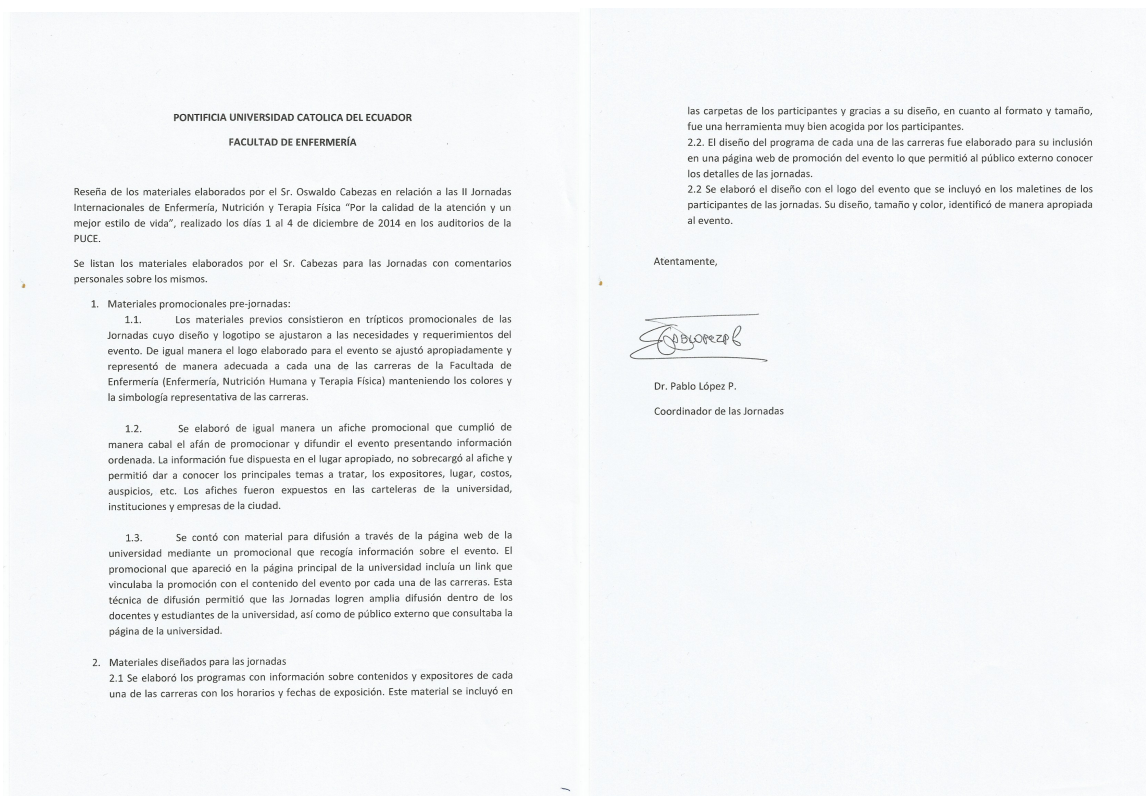 PONTIFICIA UNIVERSIDAD CATOLICA DEL ECUADOR
FACULTAD DE ENFERMERÍA
Reseña de los materiales elaborados por el Sr. Oswaldo Cabezas en relación a las II Jornadas
Internacionales de Enfermería, Nutrición y Terapia Física “Por la calidad de la atención y un
mejor estilo de vida”, realizado los días 1 al 4 de diciembre de 2014 en los auditorios de la
PUCE.
Se listan los materiales elaborados por el Sr. Cabezas para las Jornadas con comentarios
personales sobre los mismos.
1. Materiales promocionales pre-jornadas:
1.1. Los materiales previos consistieron en trípticos promocionales de las
Jornadas cuyo diseño y logotipo se ajustaron a las necesidades y requerimientos del
evento. De igual manera el logo elaborado para el evento se ajustó apropiadamente y
representó de manera adecuada a cada una de las carreras de la Facultada de
Enfermería (Enfermería, Nutrición Humana y Terapia Física) manteniendo los colores y
la simbología representativa de las carreras.
1.2. Se elaboró de igual manera un afiche promocional que cumplió de
manera cabal el afán de promocionar y difundir el evento presentando información
ordenada. La información fue dispuesta en el lugar apropiado, no sobrecargó al afiche y
permitió dar a conocer los principales temas a tratar, los expositores, lugar, costos,
auspicios, etc. Los afiches fueron expuestos en las carteleras de la universidad,
instituciones y empresas de la ciudad.
1.3. Se contó con material para difusión a través de la página web de la
universidad mediante un promocional que recogía información sobre el evento. El
promocional que apareció en la página principal de la universidad incluía un link que
vinculaba la promoción con el contenido del evento por cada una de las carreras. Esta
técnica de difusión permitió que las Jornadas logren amplia difusión dentro de los
docentes y estudiantes de la universidad, así como de público externo que consultaba la
página de la universidad.
2. Materiales diseñados para las jornadas
2.1 Se elaboró los programas con información sobre contenidos y expositores de cada
una de las carreras con los horarios y fechas de exposición. Este material se incluyó en
las carpetas de los participantes y gracias a su diseño, en cuanto al formato y tamaño,
fue una herramienta muy bien acogida por los participantes.
2.2. El diseño del programa de cada una de las carreras fue elaborado para su inclusión
en una página web de promoción del evento lo que permitió al público externo conocer
los detalles de las jornadas.
2.2 Se elaboró el diseño con el logo del evento que se incluyó en los maletines de los
participantes de las jornadas. Su diseño, tamaño y color, identificó de manera apropiada
al evento.
Atentamente,
Dr. Pablo López P.
Coordinador de las Jornadas